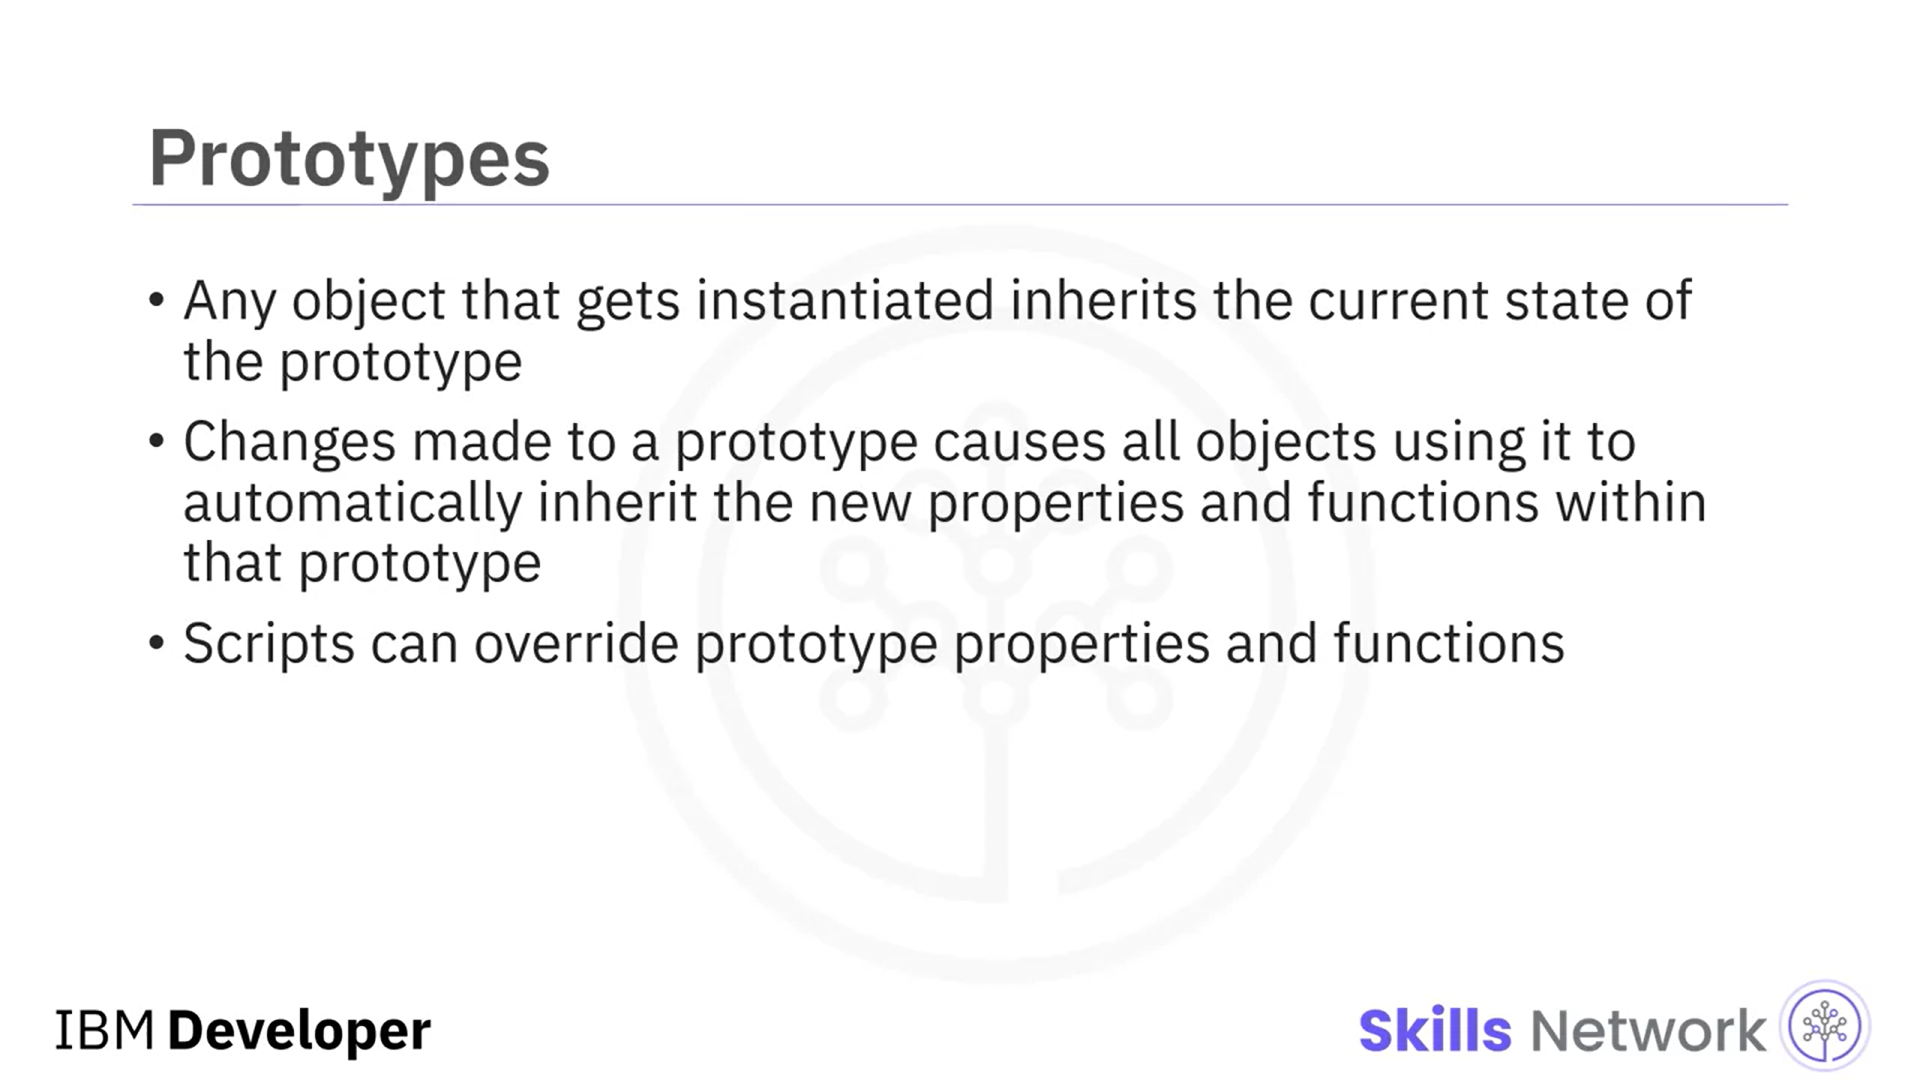 Prototypes
• Any object that gets instantiated inherits the current state of
the prototype
• Changes made to a prototype causes all objects using it to
automatically inherit the new properties and functions within
that prototype
• Scripts can override prototype properties and functions
IBM Developer
Skills Network